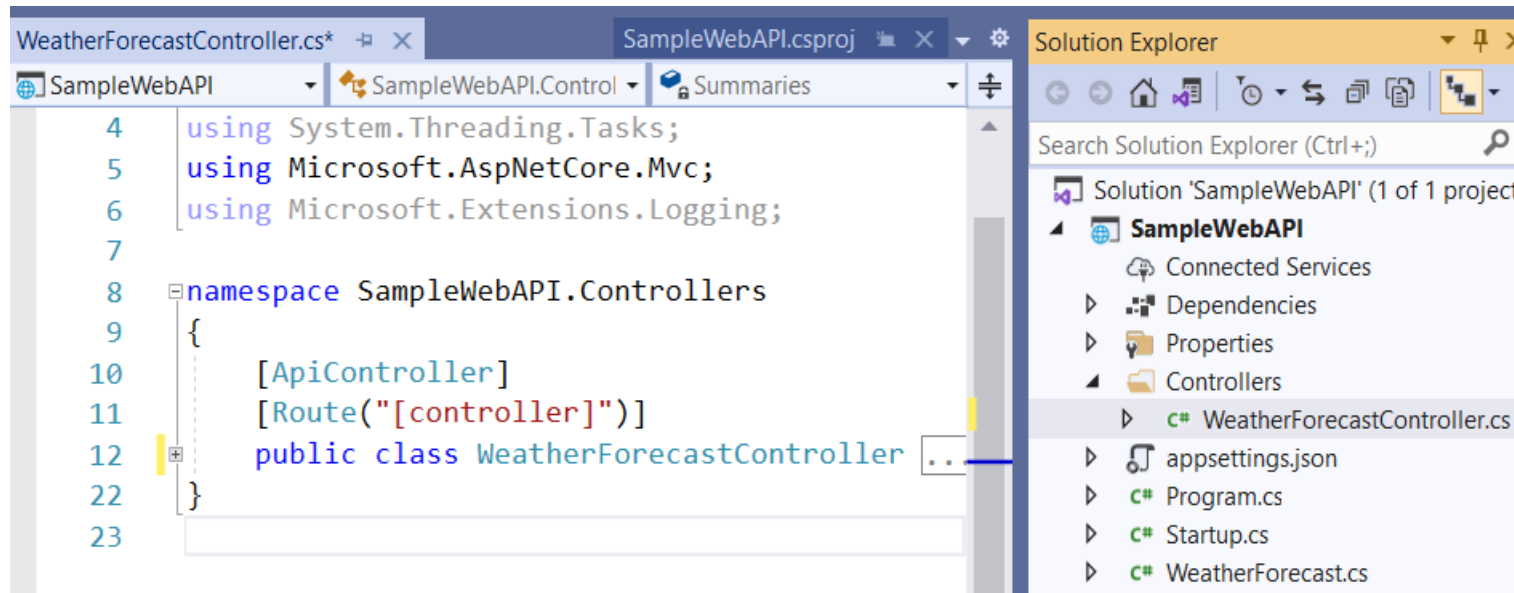 WeatherForecastController.cs*
SampleWebAPI.csproj
SampleWebAPI
SampleWebAPI.Control
Summaries
4 using System.Threading.Tasks;
5 using Microsoft.AspNetCore.Mvc;
6 using Microsoft.Extensions.Logging;
7
8 namespace SampleWebAPI.Controllers
9 {
10 [ApiController]
11 [Route("[controller]")]
12 public class WeatherForecastController ...
22 }
23
Solution Explorer
Search Solution Explorer (Ctrl+;)
Solution 'SampleWebAPI' (1 of 1 project
SampleWebAPI
Connected Services
Dependencies
Properties
Controllers
C# WeatherForecastController.cs
appsettings.json
C# Program.cs
C# Startup.cs
C# WeatherForecast.cs